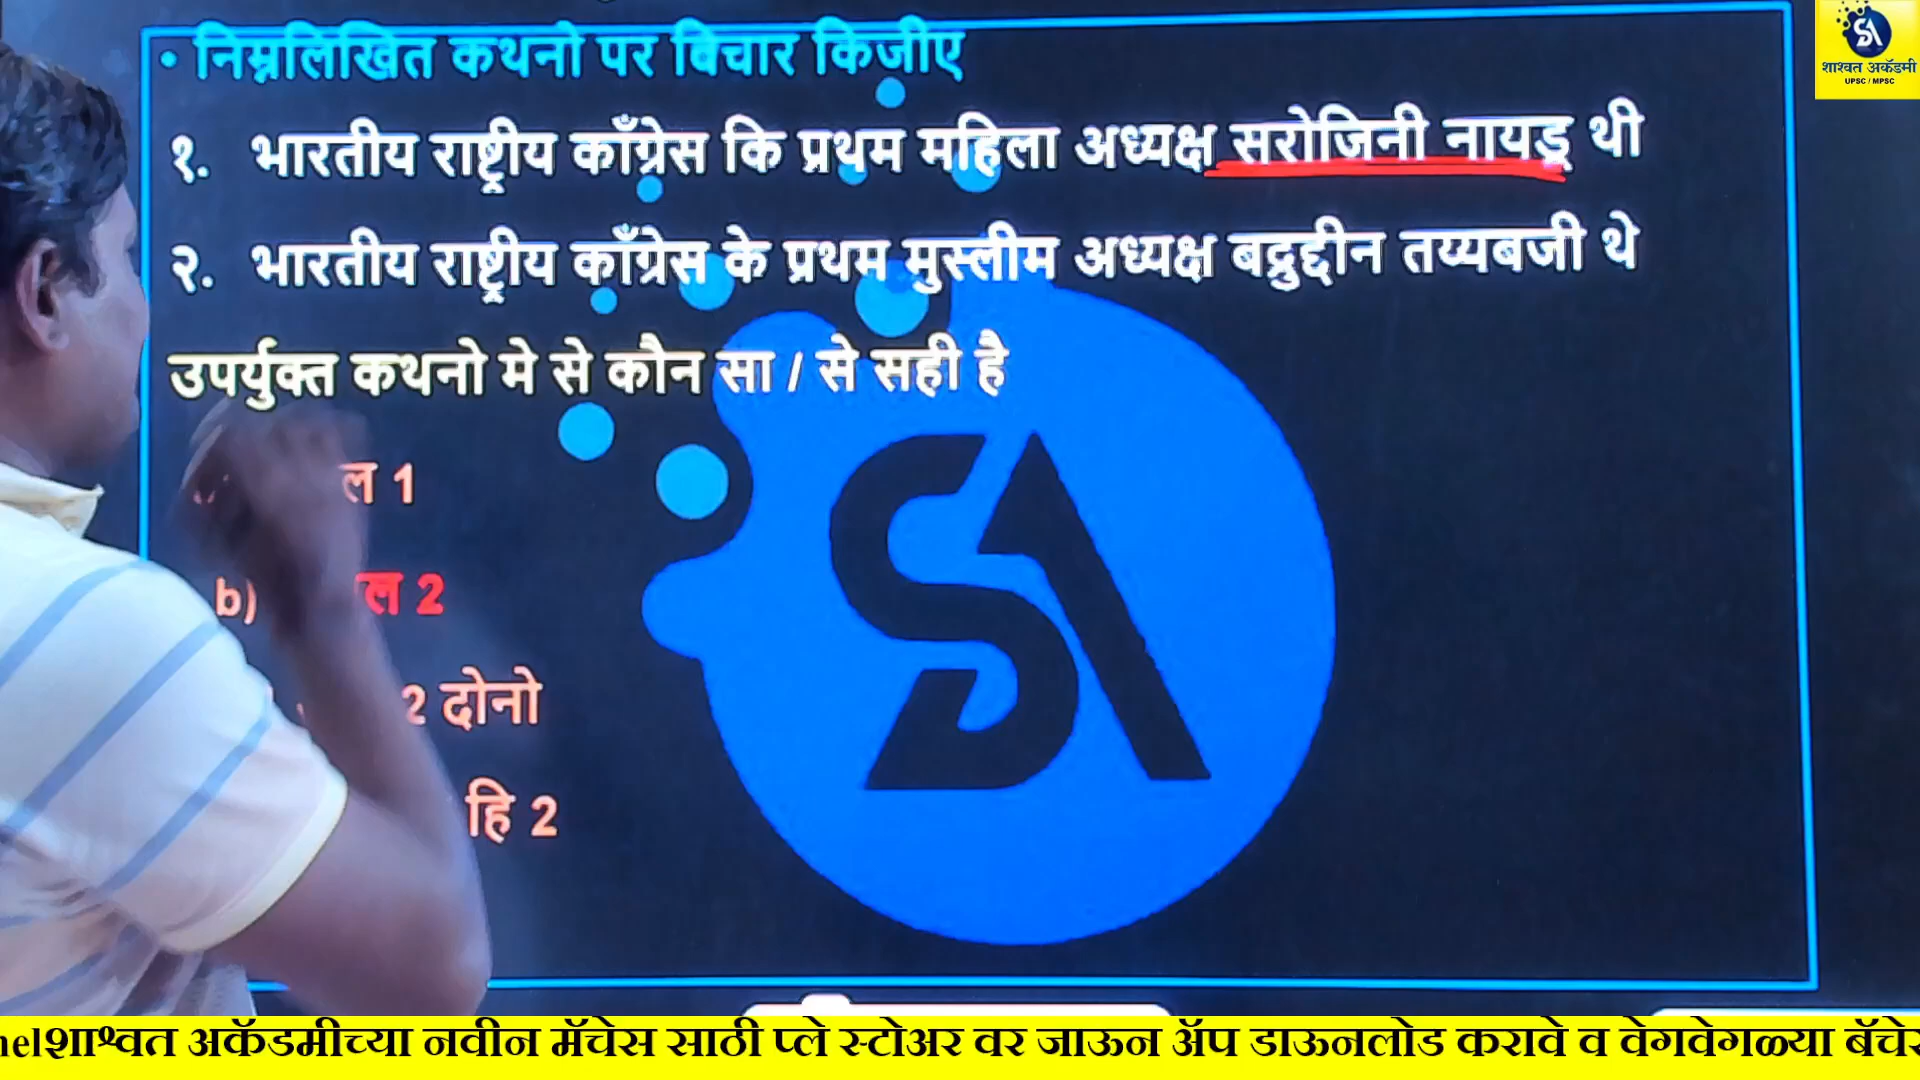 • निम्नलिखित कथनो पर विचार किजीए
१. भारतीय राष्ट्रीय काँग्रेस कि प्रथम महिला अध्यक्ष सरोजिनी नायडू थी
२. भारतीय राष्ट्रीय काँग्रेस के प्रथम मुस्लीम अध्यक्ष बद्रुद्दीन तय्यबजी थे
उपर्युक्त कथनो मे से कौन सा / से सही है
1
b) 2
2 दोनो
हि 2
SA
शाश्वत अकॅडमी
UPSC / MPSC
शाश्वत अकॅडमीच्या नवीन मॅचेस साठी प्ले स्टोअर वर जाऊन ॲप डाऊनलोड करावे व वेगवेगळ्या